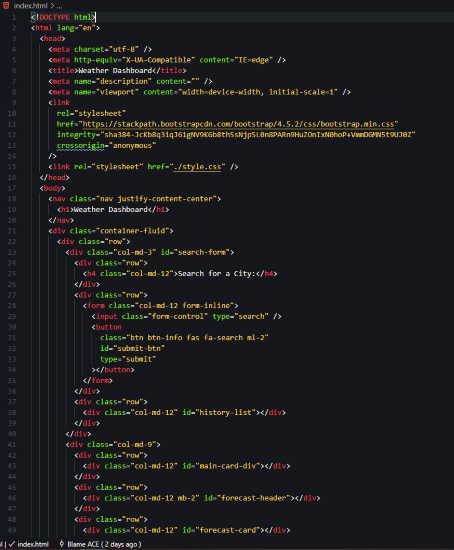 index.html > ...
1 <!DOCTYPE html>
2 <html lang="en">
3 <head>
4 <meta charset="utf-8" />
5 <meta http-equiv="X-UA-Compatible" content="IE=edge" />
6 <title>Weather Dashboard</title>
7 <meta name="description" content="" />
8 <meta name="viewport" content="width=device-width, initial-scale=1" />
9 <link
10 rel="stylesheet"
11 href="https://stackpath.bootstrapcdn.com/bootstrap/4.5.2/css/bootstrap.min.css"
12 integrity="sha384-JcKb8q3iqJ61gNV9KGb8thSsNjpSL0n8PARn9HuZOnIxN0hoP+VmmDGMN5t9UJ0Z"
13 crossorigin="anonymous"
14 />
15 <link rel="stylesheet" href="./style.css" />
16 </head>
17 <body>
18 <nav class="nav justify-content-center">
19 <h1>Weather Dashboard</h1>
20 </nav>
21 <div class="container-fluid">
22 <div class="row">
23 <div class="col-md-3" id="search-form">
24 <div class="row">
25 <h4 class="col-md-12">Search for a City:</h4>
26 </div>
27 <div class="row">
28 <form class="col-md-12 form-inline">
29 <input class="form-control" type="search" />
30 <button
31 class="btn btn-info fas fa-search ml-2"
32 id="submit-btn"
33 type="submit"
34 ></button>
35 </form>
36 </div>
37 <div class="row">
38 <div class="col-md-12" id="history-list"></div>
39 </div>
40 </div>
41 <div class="col-md-9">
42 <div class="row">
43 <div class="col-md-12" id="main-card-div"></div>
44 </div>
45 <div class="row">
46 <div class="col-md-12 mb-2" id="forecast-header"></div>
47 </div>
48 <div class="row">
49 <div class="col-md-12" id="forecast-card"></div>
index.html Blame ACE ( 2 days ago )